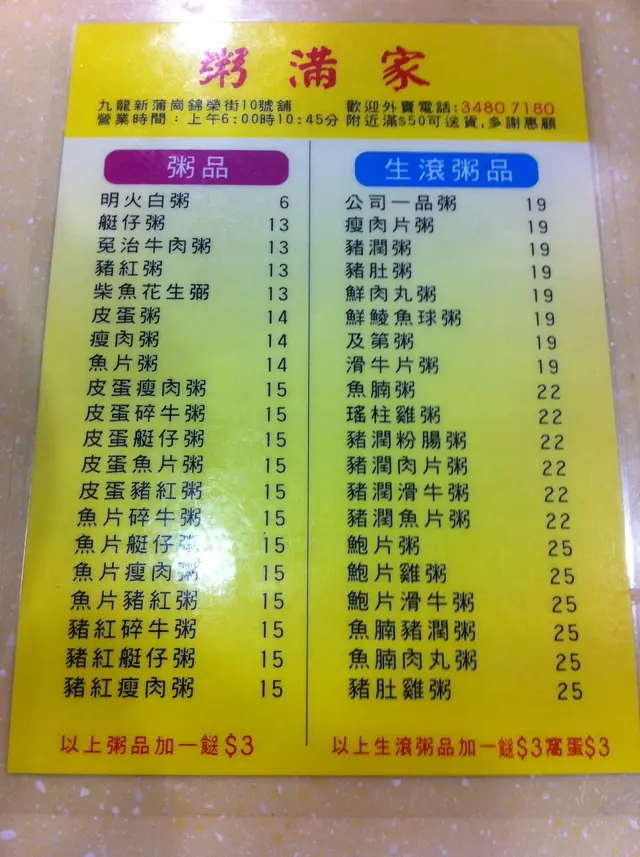 粥滿家
九龍新蒲崗錦榮街10號舖
歡迎外賣電話:3480 7180
營業時間：上午6:00時10:45分
附近滿$50可送貨,多謝惠顧
粥品
明火白粥 6
艇仔粥 13
免治牛肉粥 13
豬紅粥 13
柴魚花生粥 13
皮蛋粥 14
瘦肉粥 14
魚片粥 14
皮蛋瘦肉粥 15
皮蛋碎牛粥 15
皮蛋艇仔粥 15
皮蛋魚片粥 15
皮蛋豬紅粥 15
魚片碎牛粥 15
魚片艇仔粥 15
魚片瘦肉粥 15
魚片豬紅粥 15
豬紅碎牛粥 15
豬紅艇仔粥 15
豬紅瘦肉粥 15
以上粥品加一餸$3
生滾粥品
公司一品粥 19
瘦肉片粥 19
豬潤粥 19
豬肚粥 19
鮮肉丸粥 19
鮮鯪魚球粥 19
及第粥 19
滑牛片粥 19
魚腩粥 22
瑤柱雞粥 22
豬潤粉腸粥 22
豬潤肉片粥 22
豬潤滑牛粥 22
豬潤魚片粥 22
鮑片粥 25
鮑片雞粥 25
鮑片滑牛粥 25
魚腩豬潤粥 25
魚腩肉丸粥 25
豬肚雞粥 25
以上生滾粥品加一餸$3窩蛋$3